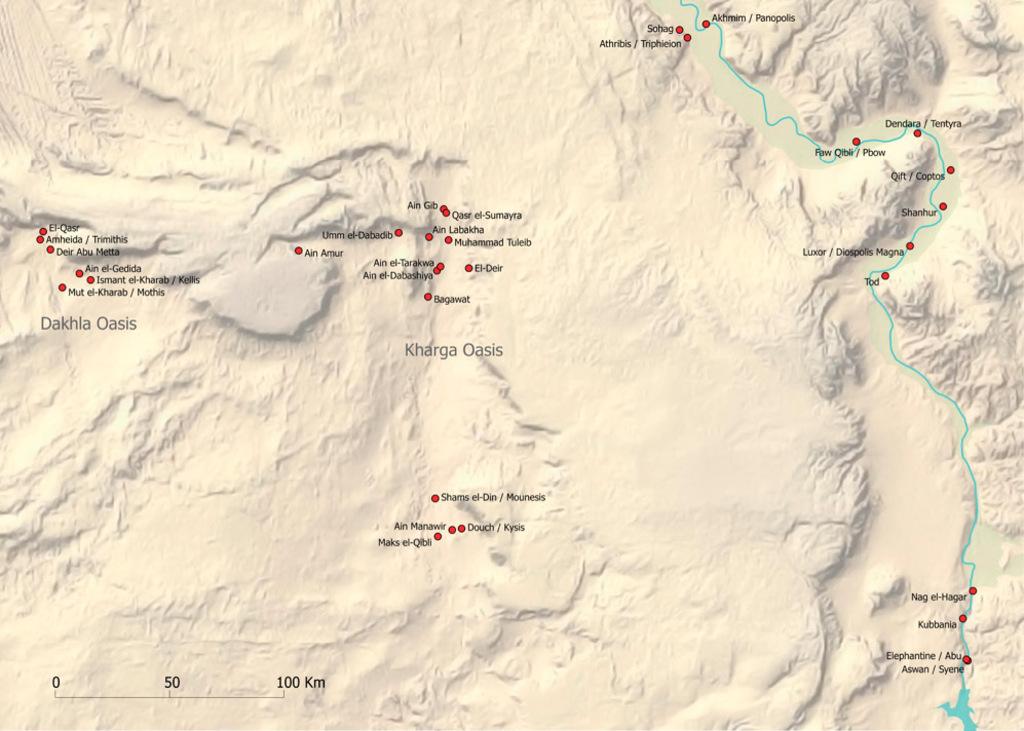 Akhmim / Panopolis
Sohag
Athribis / Triphieion
Dendara / Tentyra
Faw Qibli / Pbow
Qift / Coptos
Shanhur
Luxor / Diospolis Magna
Tod
Ain Gib
Qasr el-Sumayra
Umm el-Dabadib
Ain Labakha
Muhammad Tuleib
Ain Amur
Ain el-Tarakwa
El-Deir
Ain el-Dabashiya
Bagawat
El-Qasr
Amheida / Trimithis
Deir Abu Metta
Ain el-Gedida
Ismant el-Kharab / Kellis
Mut el-Kharab / Mothis
Dakhla Oasis
Kharga Oasis
Shams el-Din / Mounesis
Ain Manawir
Douch / Kysis
Maks el-Qibli
Nag el-Hagar
Kubbania
Elephantine / Abu
Aswan / Syene
0 50 100 Km